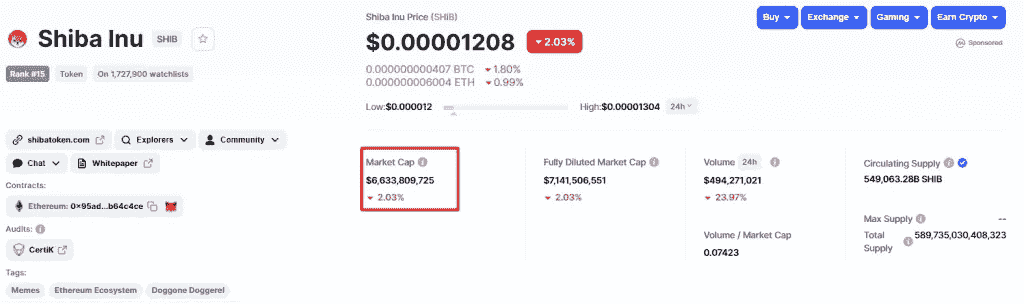 Shiba Inu SHIB
Rank #15 Token On 1,727,900 watchlists
shibatoken.com Explorers Community
Chat Whitepaper
Contracts:
Ethereum: 0x95ad...b64c4ce
Audits:
CertiK
Tags:
Memes Ethereum Ecosystem Doggone Doggerel
Shiba Inu Price (SHIB)
$0.00001208 2.03%
0.000000000407 BTC 1.80%
0.000000006004 ETH 0.99%
Low:$0.000012 High:$0.00001304 24h
Buy Exchange Gaming Earn Crypto
Sponsored
Market Cap
$6,633,809,725
2.03%
Fully Diluted Market Cap
$7,141,506,551
2.03%
Volume 24h
$494,271,021
23.97%
Volume / Market Cap
0.07423
Circulating Supply
549,063.28B SHIB
Max Supply --
Total Supply 589,735,030,408,323